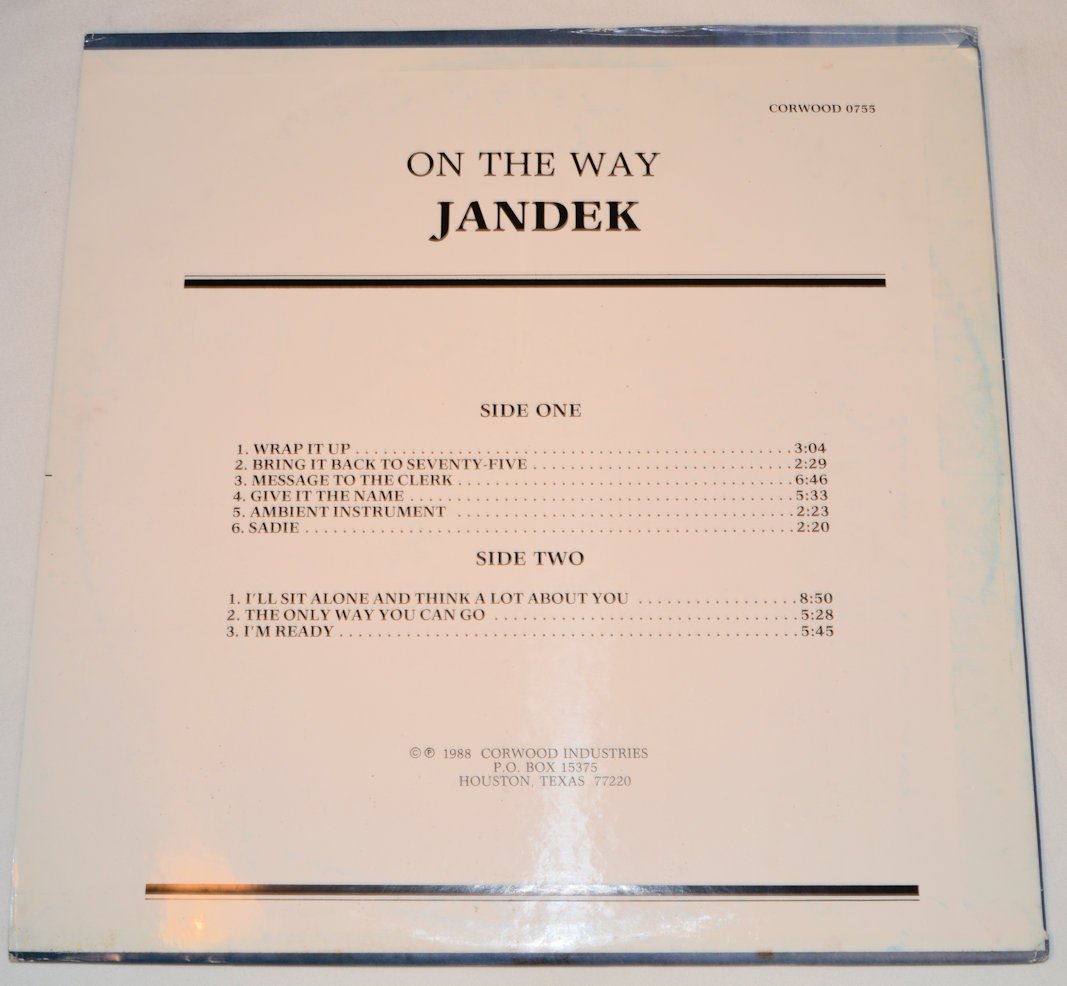 CORWOOD 0755
ON THE WAY
JANDEK
SIDE ONE
1. WRAP IT UP . . . . . . . . . . . . . . . . . . . . . . . . . . . . . . . . . . . . . . . . . . . . . . 3:04
2. BRING IT BACK TO SEVENTY-FIVE . . . . . . . . . . . . . . . . . . . . . . . . . . . 2:29
3. MESSAGE TO THE CLERK . . . . . . . . . . . . . . . . . . . . . . . . . . . . . . . . . . . 6:46
4. GIVE IT THE NAME . . . . . . . . . . . . . . . . . . . . . . . . . . . . . . . . . . . . . . . . 5:33
5. AMBIENT INSTRUMENT . . . . . . . . . . . . . . . . . . . . . . . . . . . . . . . . . . . 2:23
6. SADIE . . . . . . . . . . . . . . . . . . . . . . . . . . . . . . . . . . . . . . . . . . . . . . . . . . . 2:20
SIDE TWO
1. I'LL SIT ALONE AND THINK A LOT ABOUT YOU . . . . . . . . . . . . . . . . . 8:50
2. THE ONLY WAY YOU CAN GO . . . . . . . . . . . . . . . . . . . . . . . . . . . . . . . . 5:28
3. I'M READY . . . . . . . . . . . . . . . . . . . . . . . . . . . . . . . . . . . . . . . . . . . . . . . . 5:45
©℗ 1988 CORWOOD INDUSTRIES
P.O. BOX 15375
HOUSTON, TEXAS 77220